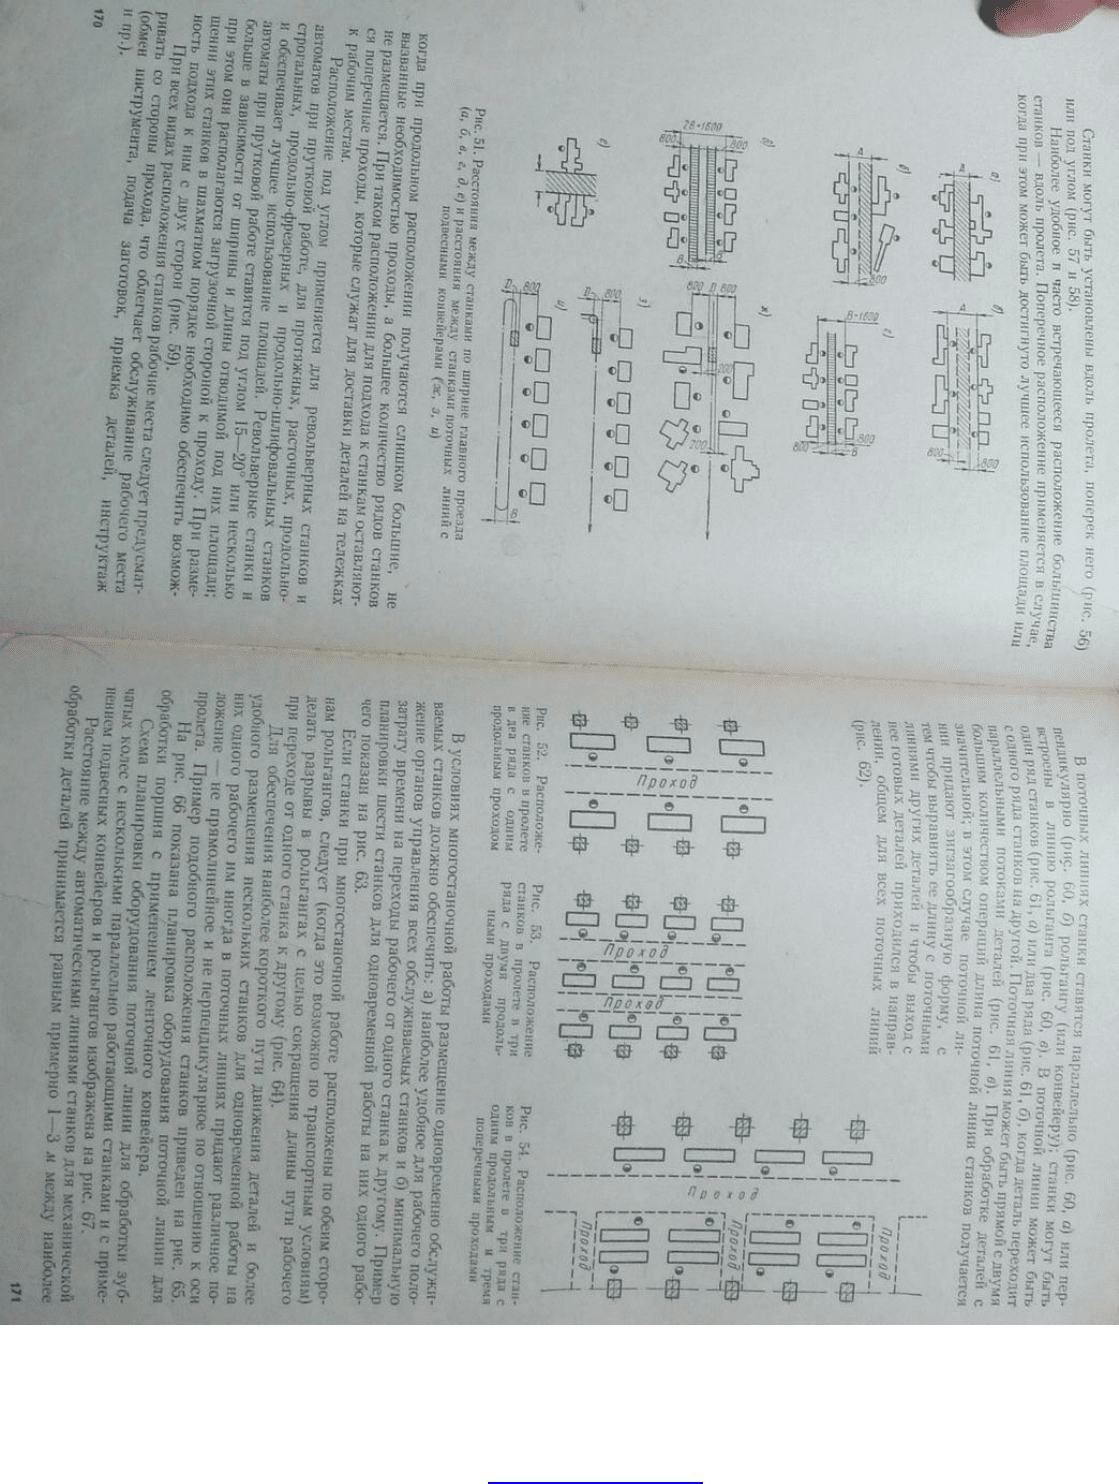 Станки могут быть установлены вдоль пролета, поперек него (рис. 56)
или под углом (рис. 57 и 58).
Наиболее удобное и часто встречающееся расположение большинства
станков — вдоль пролета. Поперечное расположение применяется в случае,
когда при этом может быть достигнуто лучшее использование площади или
а)
б)
А
А
800
800
800
в)
г)
А
В+1600
800
800
800
В
д)
ж)
2В+1600
800
800
В
800 D 800
200
200
е)
з)
D 800
и)
D 800
В
Рис. 51. Расстояния между станками по ширине главного проезда
(а, б, в, г, д, е) и расстояния между станками поточных линий с
подвесными конвейерами (ж, з, и)
когда при продольном расположении получаются слишком большие, не
вызванные необходимостью проходы, а большее количество рядов станков
не размещается. При таком расположении для подхода к станкам оставляют-
ся поперечные проходы, которые служат для доставки деталей на тележках
к рабочим местам.
Расположение под углом применяется для револьверных станков и
автоматов при прутковой работе, для протяжных, расточных, продольно-
строгальных, продольно-фрезерных и продольно-шлифовальных станков
и обеспечивает лучшее использование площадей. Револьверные станки и
автоматы при прутковой работе ставятся под углом 15—20° или несколько
больше в зависимости от ширины и длины отводимой под них площади;
при этом они располагаются загрузочной стороной к проходу. При разме-
щении этих станков в шахматном порядке необходимо обеспечить возмож-
ность подхода к ним с двух сторон (рис. 59).
При всех видах расположения станков рабочие места следует предусмат-
ривать со стороны прохода, что облегчает обслуживание рабочего места
(обмен инструмента, подача заготовок, приемка деталей, инструктаж
и пр.).
170
В поточных линиях станки ставятся параллельно (рис. 60, а) или пер-
пендикулярно (рис. 60, б) рольгангу (или конвейеру); станки могут быть
встроены в линию рольганга (рис. 60, в). В поточной линии может быть
один ряд станков (рис. 61, а) или два ряда (рис. 61, б), когда деталь переходит
с одного ряда станков на другой. Поточная линия может быть прямой с двумя
параллельными потоками деталей (рис. 61, в). При обработке деталей с
большим количеством операций длина поточной линии станков получается
значительной; в этом случае поточной ли-
нии придают зигзагообразную форму, с
тем чтобы выравнять ее длину с поточными
линиями других деталей и чтобы выход с
нее готовых деталей приходился в направ-
лении, общем для всех поточных линий
(рис. 62).
Проход
Рис. 52. Расположе-
ние станков в пролете
в два ряда с одним
продольным проходом
Проход
Проход
Рис. 53. Расположение
станков в пролете в три
ряда с двумя продоль-
ными проходами
Проход
Проход
Проход
Проход
Рис. 54. Расположение стан-
ков в пролете в три ряда с
одним продольным и тремя
поперечными проходами
В условиях многостаночной работы размещение одновременно обслужи-
ваемых станков должно обеспечить: а) наиболее удобное для рабочего поло-
жение органов управления всех обслуживаемых станков и б) минимальную
затрату времени на переходы рабочего от одного станка к другому. Пример
планировки шести станков для одновременной работы на них одного рабо-
чего показан на рис. 63.
Если станки при многостаночной работе расположены по обеим сторо-
нам рольгангов, следует (когда это возможно по транспортным условиям)
делать разрывы в рольгангах с целью сокращения длины пути рабочего
при переходе от одного станка к другому (рис. 64).
Для обеспечения наиболее короткого пути движения деталей и более
удобного размещения нескольких станков для одновременной работы на
них одного рабочего им иногда в поточных линиях придают различное по-
ложение — не прямолинейное и не перпендикулярное по отношению к оси
пролета. Пример подобного расположения станков приведен на рис. 65.
На рис. 66 показана планировка оборудования поточной линии для
обработки поршня с применением ленточного конвейера.
Схема планировки оборудования поточной линии для обработки зуб-
чатых колес с несколькими параллельно работающими станками и с приме-
нением подвесных конвейеров и рольгангов изображена на рис. 67.
Расстояние между автоматическими линиями станков для механической
обработки деталей принимается равным примерно 1—3 м между наиболее
171